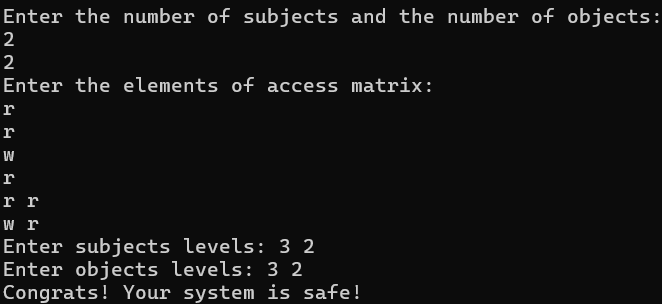 Enter the number of subjects and the number of objects:
2
2
Enter the elements of access matrix:
r
r
w
r
r r
w r
Enter subjects levels: 3 2
Enter objects levels: 3 2
Congrats! Your system is safe!